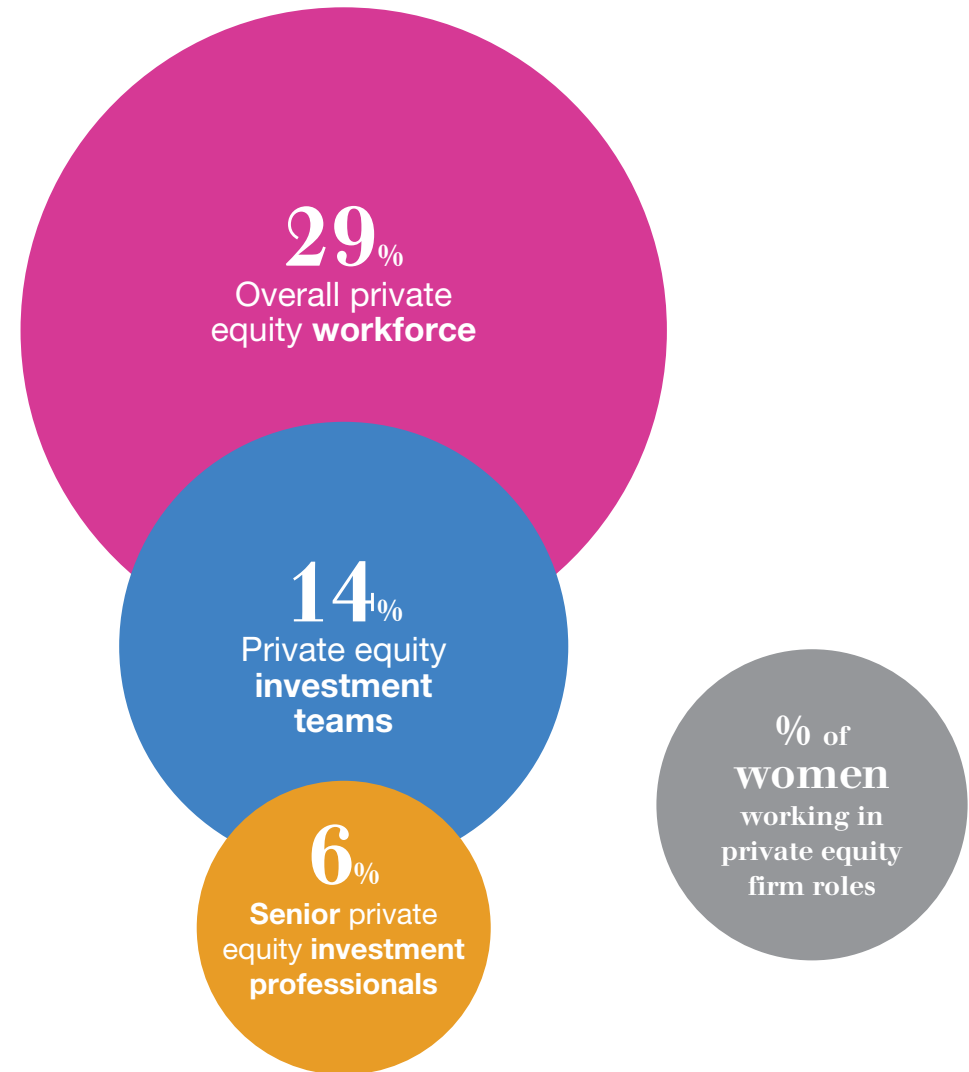 29%
Overall private
equity workforce
14%
Private equity
investment
teams
6%
Senior private
equity investment
professionals
% of
women
working in
private equity
firm roles